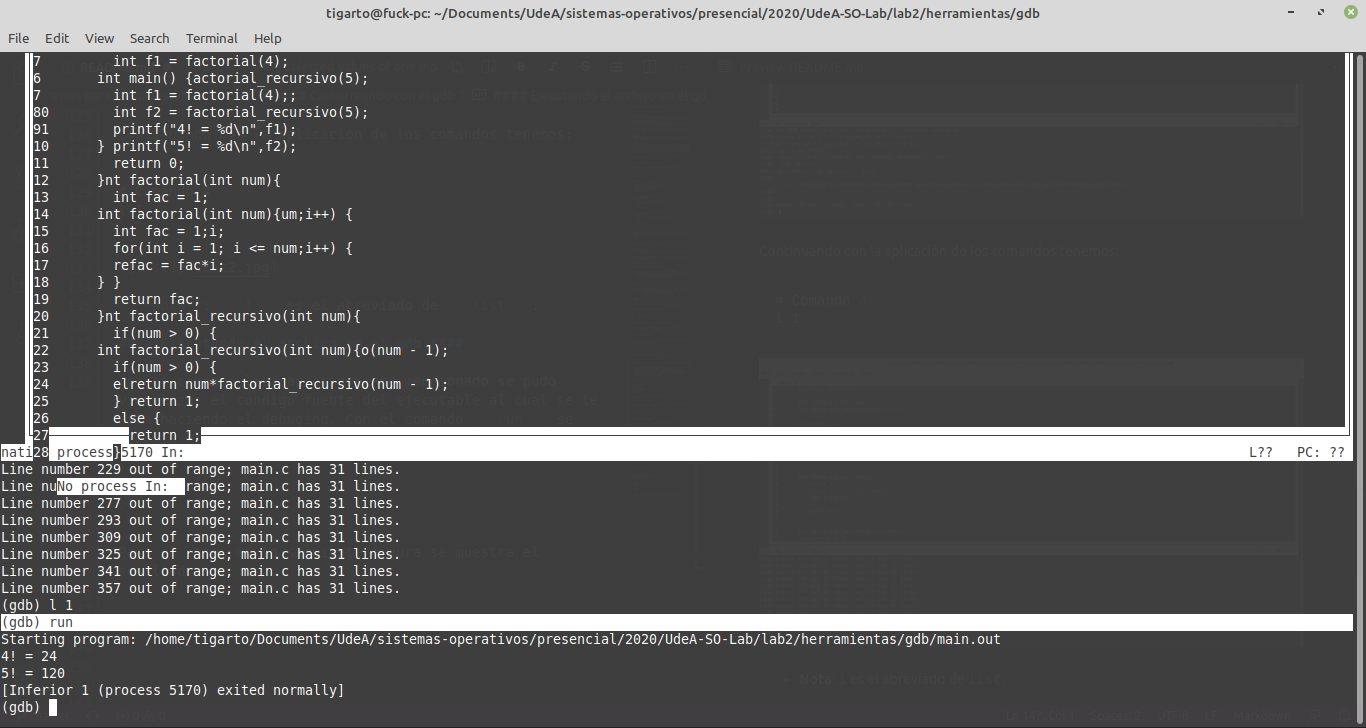 tigarto@fuck-pc: ~/Documents/UdeA/sistemas-operativos/presencial/2020/UdeA-SO-Lab/lab2/herramientas/gdb
File Edit View Search Terminal Help
7 int f1 = factorial(4);
6 int main() {actorial_recursivo(5);
7 int f1 = factorial(4);;
80 int f2 = factorial_recursivo(5);
91 printf("4! = %d\n",f1);
10 } printf("5! = %d\n",f2);
11 return 0;
12 }nt factorial(int num){
13 int fac = 1;
14 int factorial(int num){um;i++) {
15 int fac = 1;i;
16 for(int i = 1; i <= num;i++) {
17 refac = fac*i;
18 } }
19 return fac;
20 }nt factorial_recursivo(int num){
21 if(num > 0) {
22 int factorial_recursivo(int num){o(num - 1);
23 if(num > 0) {
24 elreturn num*factorial_recursivo(num - 1);
25 } return 1;
26 else {
27 return 1;
nati28 process}5170 In: L?? PC: ??
Line number 229 out of range; main.c has 31 lines.
Line nuNo process In: range; main.c has 31 lines.
Line number 277 out of range; main.c has 31 lines.
Line number 293 out of range; main.c has 31 lines.
Line number 309 out of range; main.c has 31 lines.
Line number 325 out of range; main.c has 31 lines.
Line number 341 out of range; main.c has 31 lines.
Line number 357 out of range; main.c has 31 lines.
(gdb) l 1
(gdb) run
Starting program: /home/tigarto/Documents/UdeA/sistemas-operativos/presencial/2020/UdeA-SO-Lab/lab2/herramientas/gdb/main.out
4! = 24
5! = 120
[Inferior 1 (process 5170) exited normally]
(gdb)
Continuando con la aplicación de los comandos tenemos: